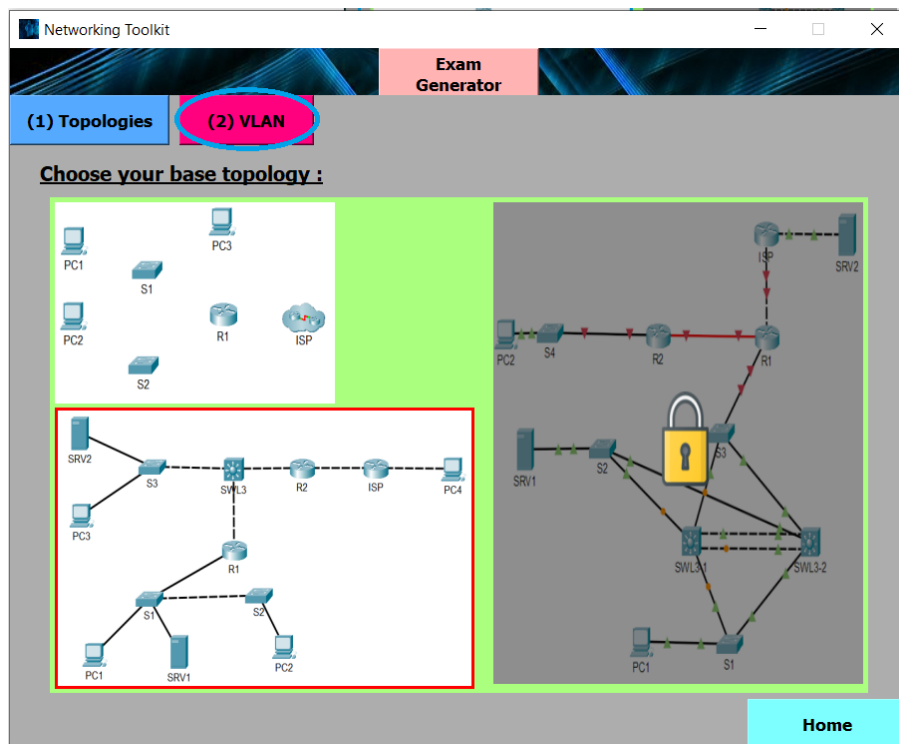 Networking Toolkit
Exam
Generator
(1) Topologies
(2) VLAN
Choose your base topology :
PC1
PC3
S1
PC2
R1
ISP
S2
SRV2
S3
SWL3
R2
ISP
PC4
PC3
R1
S1
S2
PC1
SRV1
PC2
ISP
SRV2
PC2
S4
R2
R1
SRV1
S2
S3
SWL3-1
SWL3-2
PC1
S1
Home